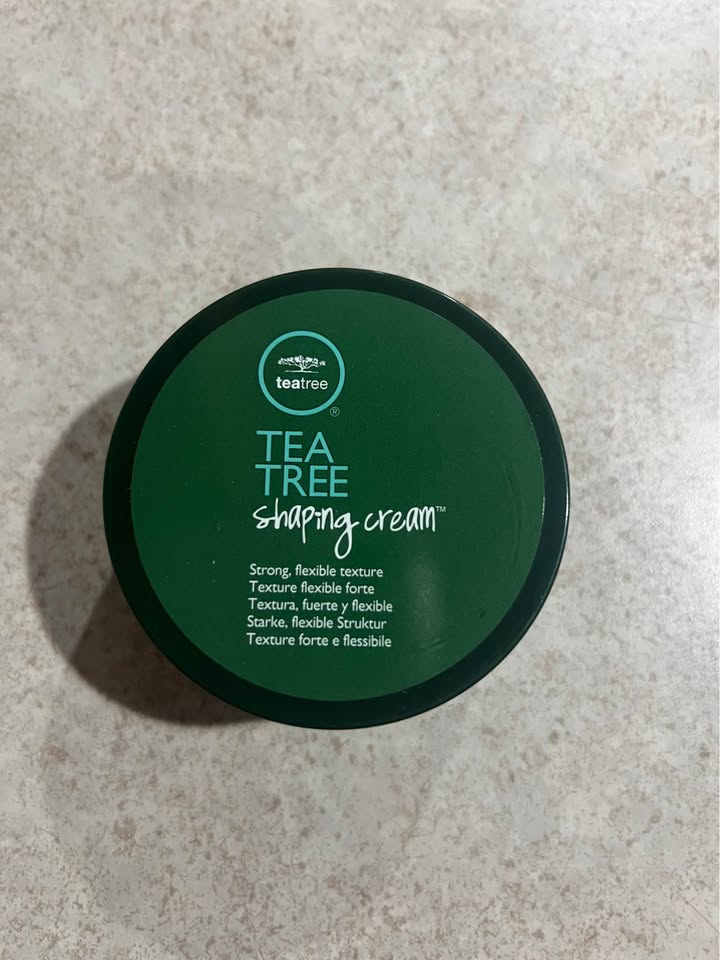 teatree
®
TEA
TREE
shaping cream™
Strong, flexible texture
Texture flexible forte
Textura, fuerte y flexible
Starke, flexible Struktur
Texture forte e flessibile